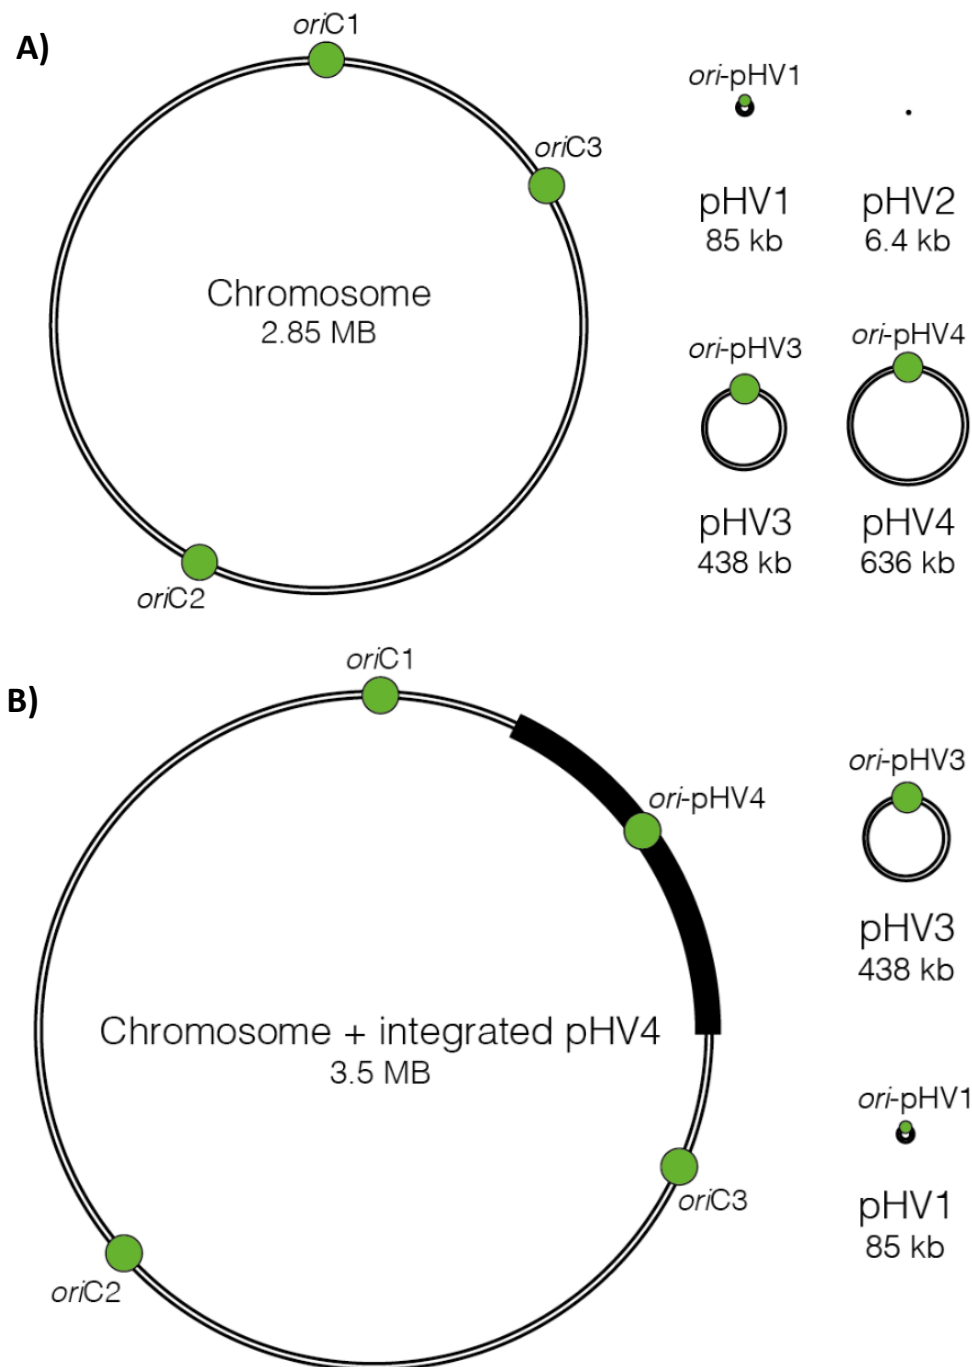 A)
oriC1
oriC3
Chromosome
2.85 MB
oriC2
ori-pHV1
pHV1
85 kb
pHV2
6.4 kb
ori-pHV3
pHV3
438 kb
ori-pHV4
pHV4
636 kb
B)
oriC1
ori-pHV4
Chromosome + integrated pHV4
3.5 MB
oriC3
oriC2
ori-pHV3
pHV3
438 kb
ori-pHV1
pHV1
85 kb